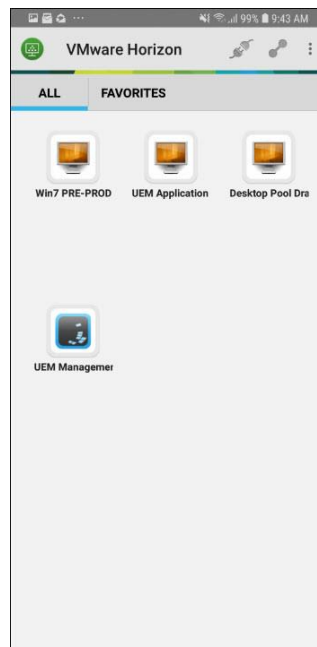 99% 9:43 AM
VMware Horizon
ALL FAVORITES
Win7 PRE-PROD UEM Application Desktop Pool Dra
UEM Managemer